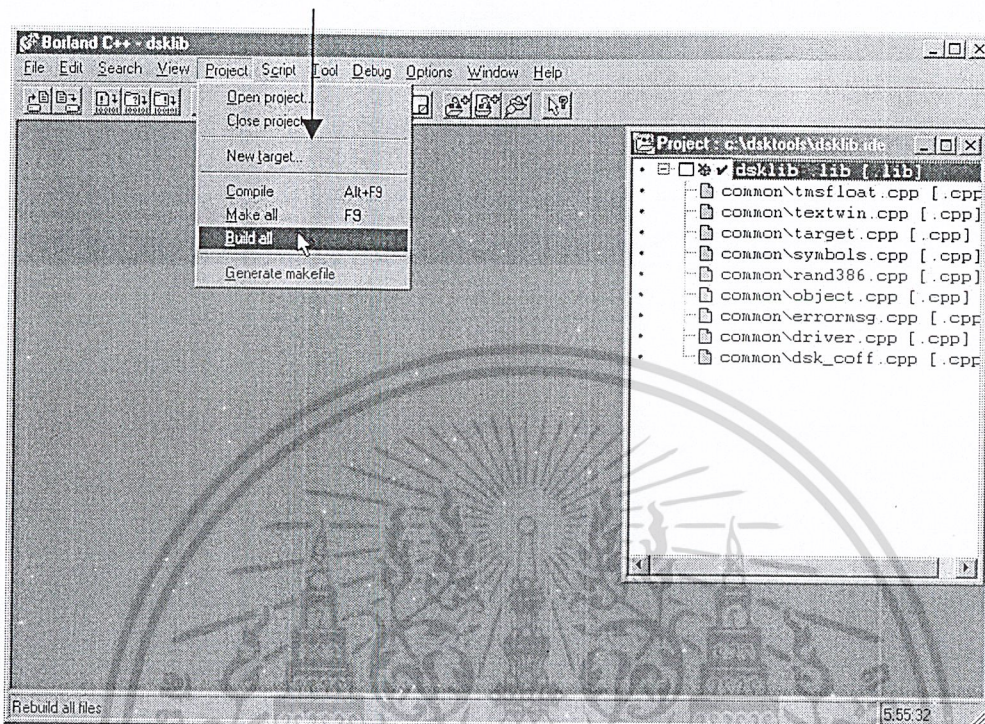 Borland C++ - dsklib
File Edit Search View Project Script Tool Debug Options Window Help
Open project...
Close project
New target...
Compile Alt+F9
Make all F9
Build all
Generate makefile
Project : c:\dsktools\dsklib.ide
dsklib .lib [.lib]
common\tmsfloat.cpp [.cpp
common\textwin.cpp [.cpp]
common\target.cpp [.cpp]
common\symbols.cpp [.cpp]
common\rand386.cpp [.cpp]
common\object.cpp [.cpp]
common\errormsg.cpp [.cpp
common\driver.cpp [.cpp]
common\dsk_coff.cpp [.cpp
Rebuild all files
5:55:32